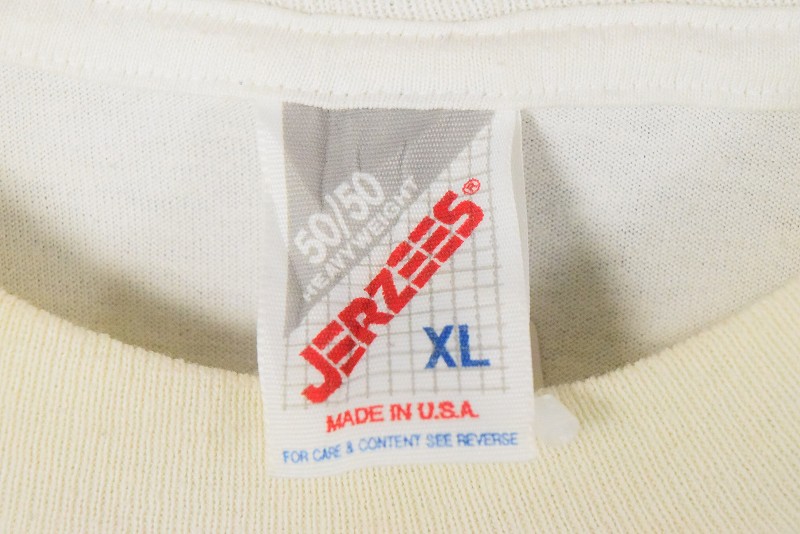 50/50
HEAVYWEIGHT
JERZEES®
XL
MADE IN U.S.A.
FOR CARE & CONTENT SEE REVERSE